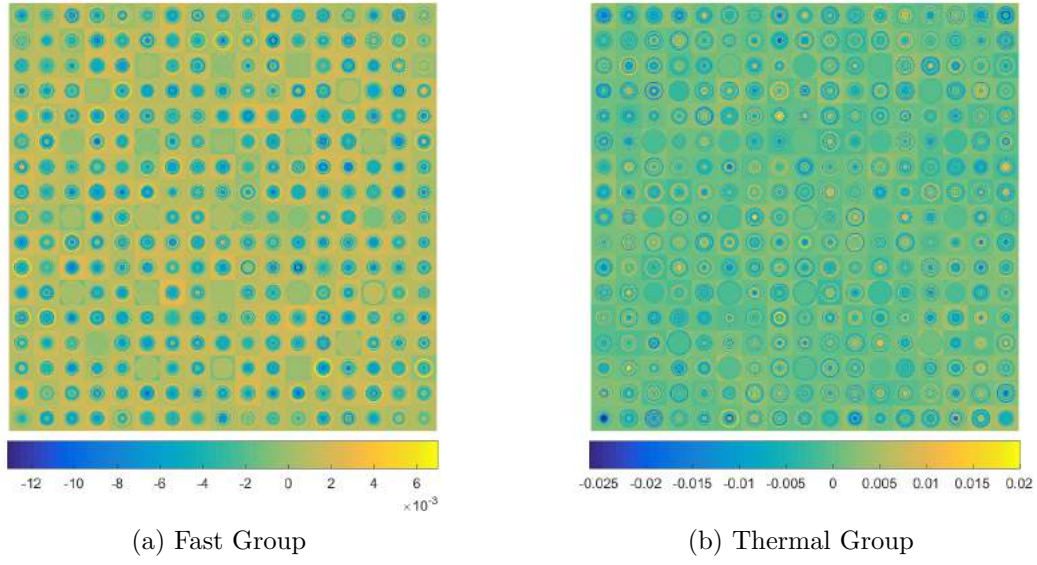 -12 -10 -8 -6 -4 -2 0 2 4 6
×10⁻³
-0.025 -0.02 -0.015 -0.01 -0.005 0 0.005 0.01 0.015 0.02
(a) Fast Group
(b) Thermal Group